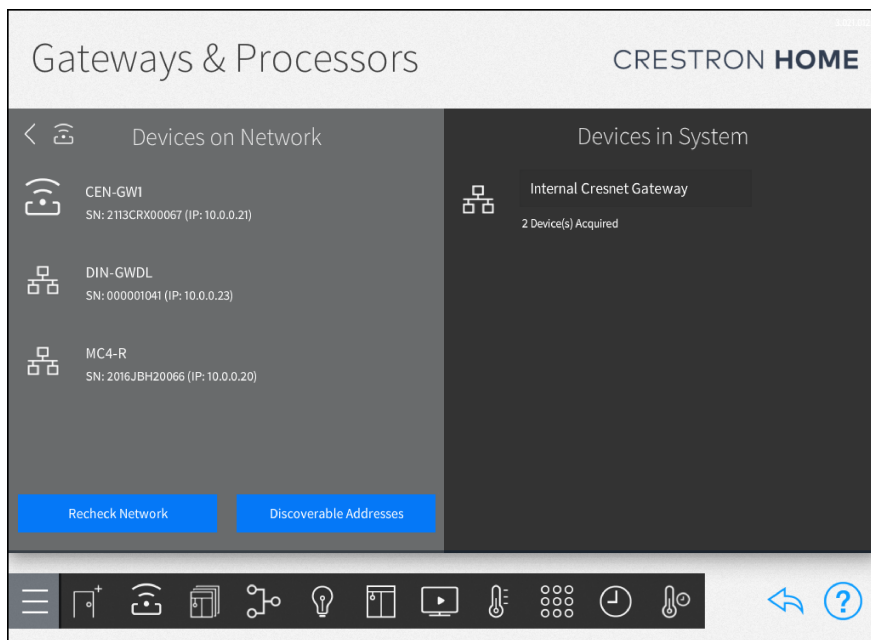 Gateways & Processors
CRESTRON HOME
Devices on Network
CEN-GW1
SN: 2113CRX00067 (IP: 10.0.0.21)
DIN-GWDL
SN: 000001041 (IP: 10.0.0.23)
MC4-R
SN: 2016JBH20066 (IP: 10.0.0.20)
Recheck Network
Discoverable Addresses
Devices in System
Internal Cresnet Gateway
2 Device(s) Acquired
?